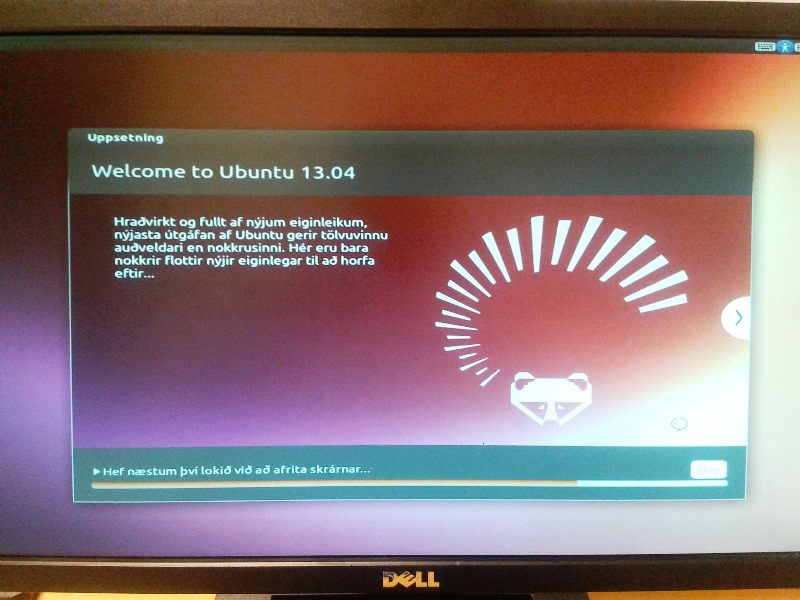 Uppsetning
Welcome to Ubuntu 13.04
Hraðvirkt og fullt af nýjum eiginleikum,
nýjasta útgáfan af Ubuntu gerir tölvuvinnu
auðveldari en nokkrusinni. Hér eru bara
nokkrir flottir nýjir eiginlegar til að horfa
eftir...
Hef næstum því lokið við að afrita skrárnar...
Skip
DELL